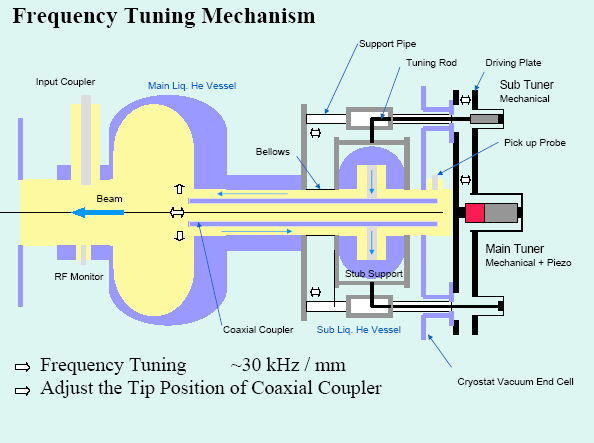 Frequency Tuning Mechanism
Support Pipe
Tuning Rod
Driving Plate
Input Coupler
Main Liq. He Vessel
Sub Tuner
Mechanical
Pick up Probe
Bellows
Beam
Main Tuner
Mechanical + Piezo
RF Monitor
Stub Support
Coaxial Coupler
Sub Liq. He Vessel
Frequency Tuning ~30 kHz / mm
Adjust the Tip Position of Coaxial Coupler
Cryostat Vacuum End Cell